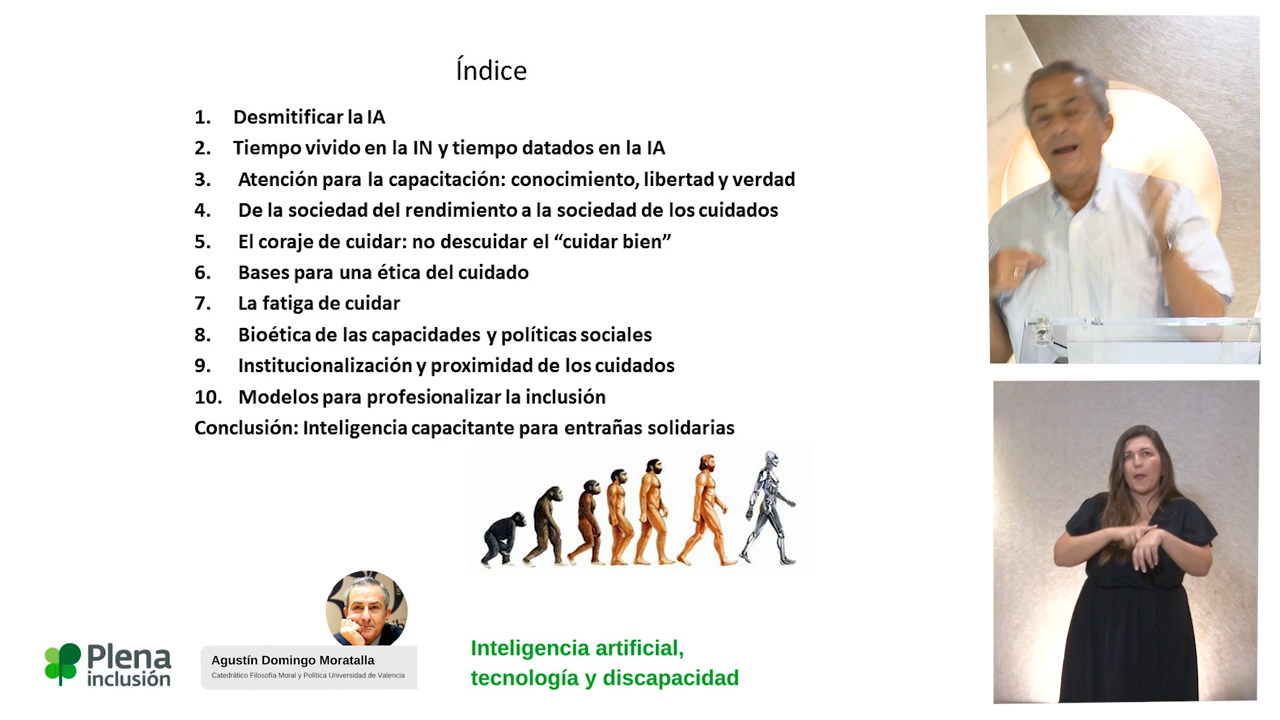 Índice
1. Desmitificar la IA
2. Tiempo vivido en la IN y tiempo datados en la IA
3. Atención para la capacitación: conocimiento, libertad y verdad
4. De la sociedad del rendimiento a la sociedad de los cuidados
5. El coraje de cuidar: no descuidar el “cuidar bien”
6. Bases para una ética del cuidado
7. La fatiga de cuidar
8. Bioética de las capacidades y políticas sociales
9. Institucionalización y proximidad de los cuidados
10. Modelos para profesionalizar la inclusión
Conclusión: Inteligencia capacitante para entrañas solidarias
Plena
inclusión
Agustín Domingo Moratalla
Catedrático Filosofía Moral y Política Universidad de Valencia
Inteligencia artificial,
tecnología y discapacidad